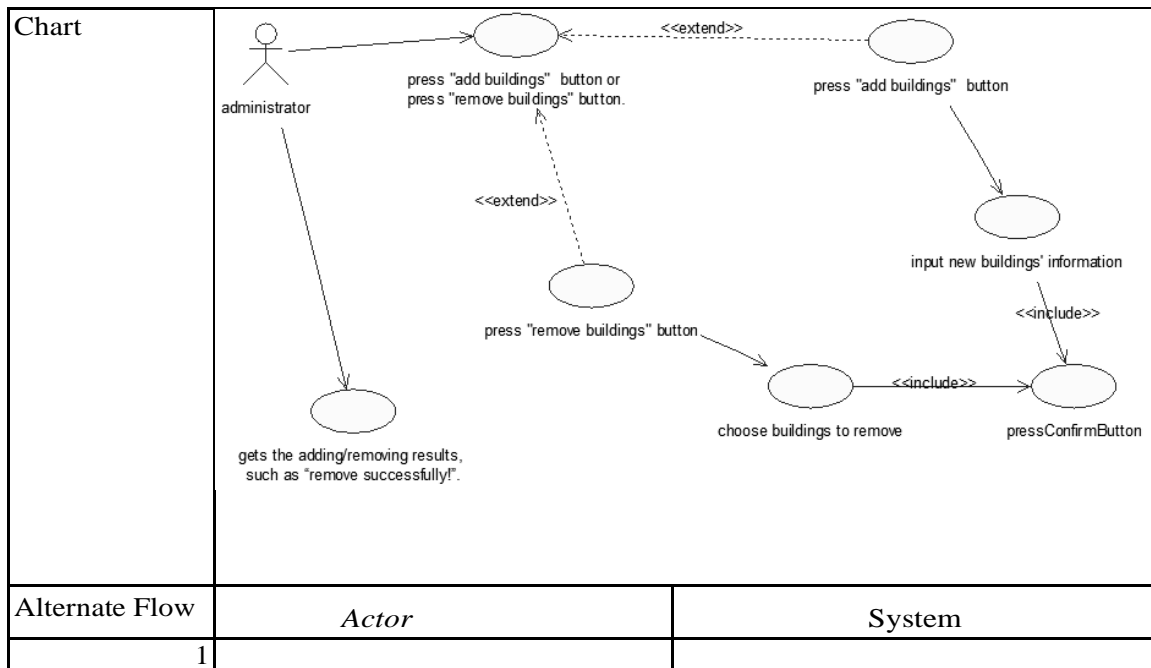 Chart
<<extend>>
press "add buildings" button or
press "remove buildings" button.
press "add buildings" button
administrator
<<extend>>
input new buildings' information
<<include>>
press "remove buildings" button
<<include>>
choose buildings to remove
pressConfirmButton
gets the adding/removing results,
such as “remove successfully!”.
Alternate Flow
Actor
System
1